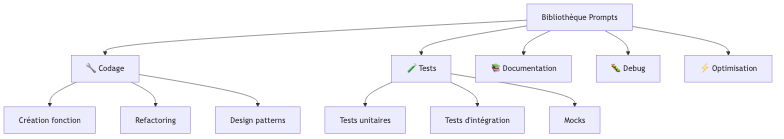 Bibliothèque Prompts
🔧 Codage
🧪 Tests
📚 Documentation
🐛 Debug
⚡ Optimisation
Création fonction
Refactoring
Design patterns
Tests unitaires
Tests d'intégration
Mocks